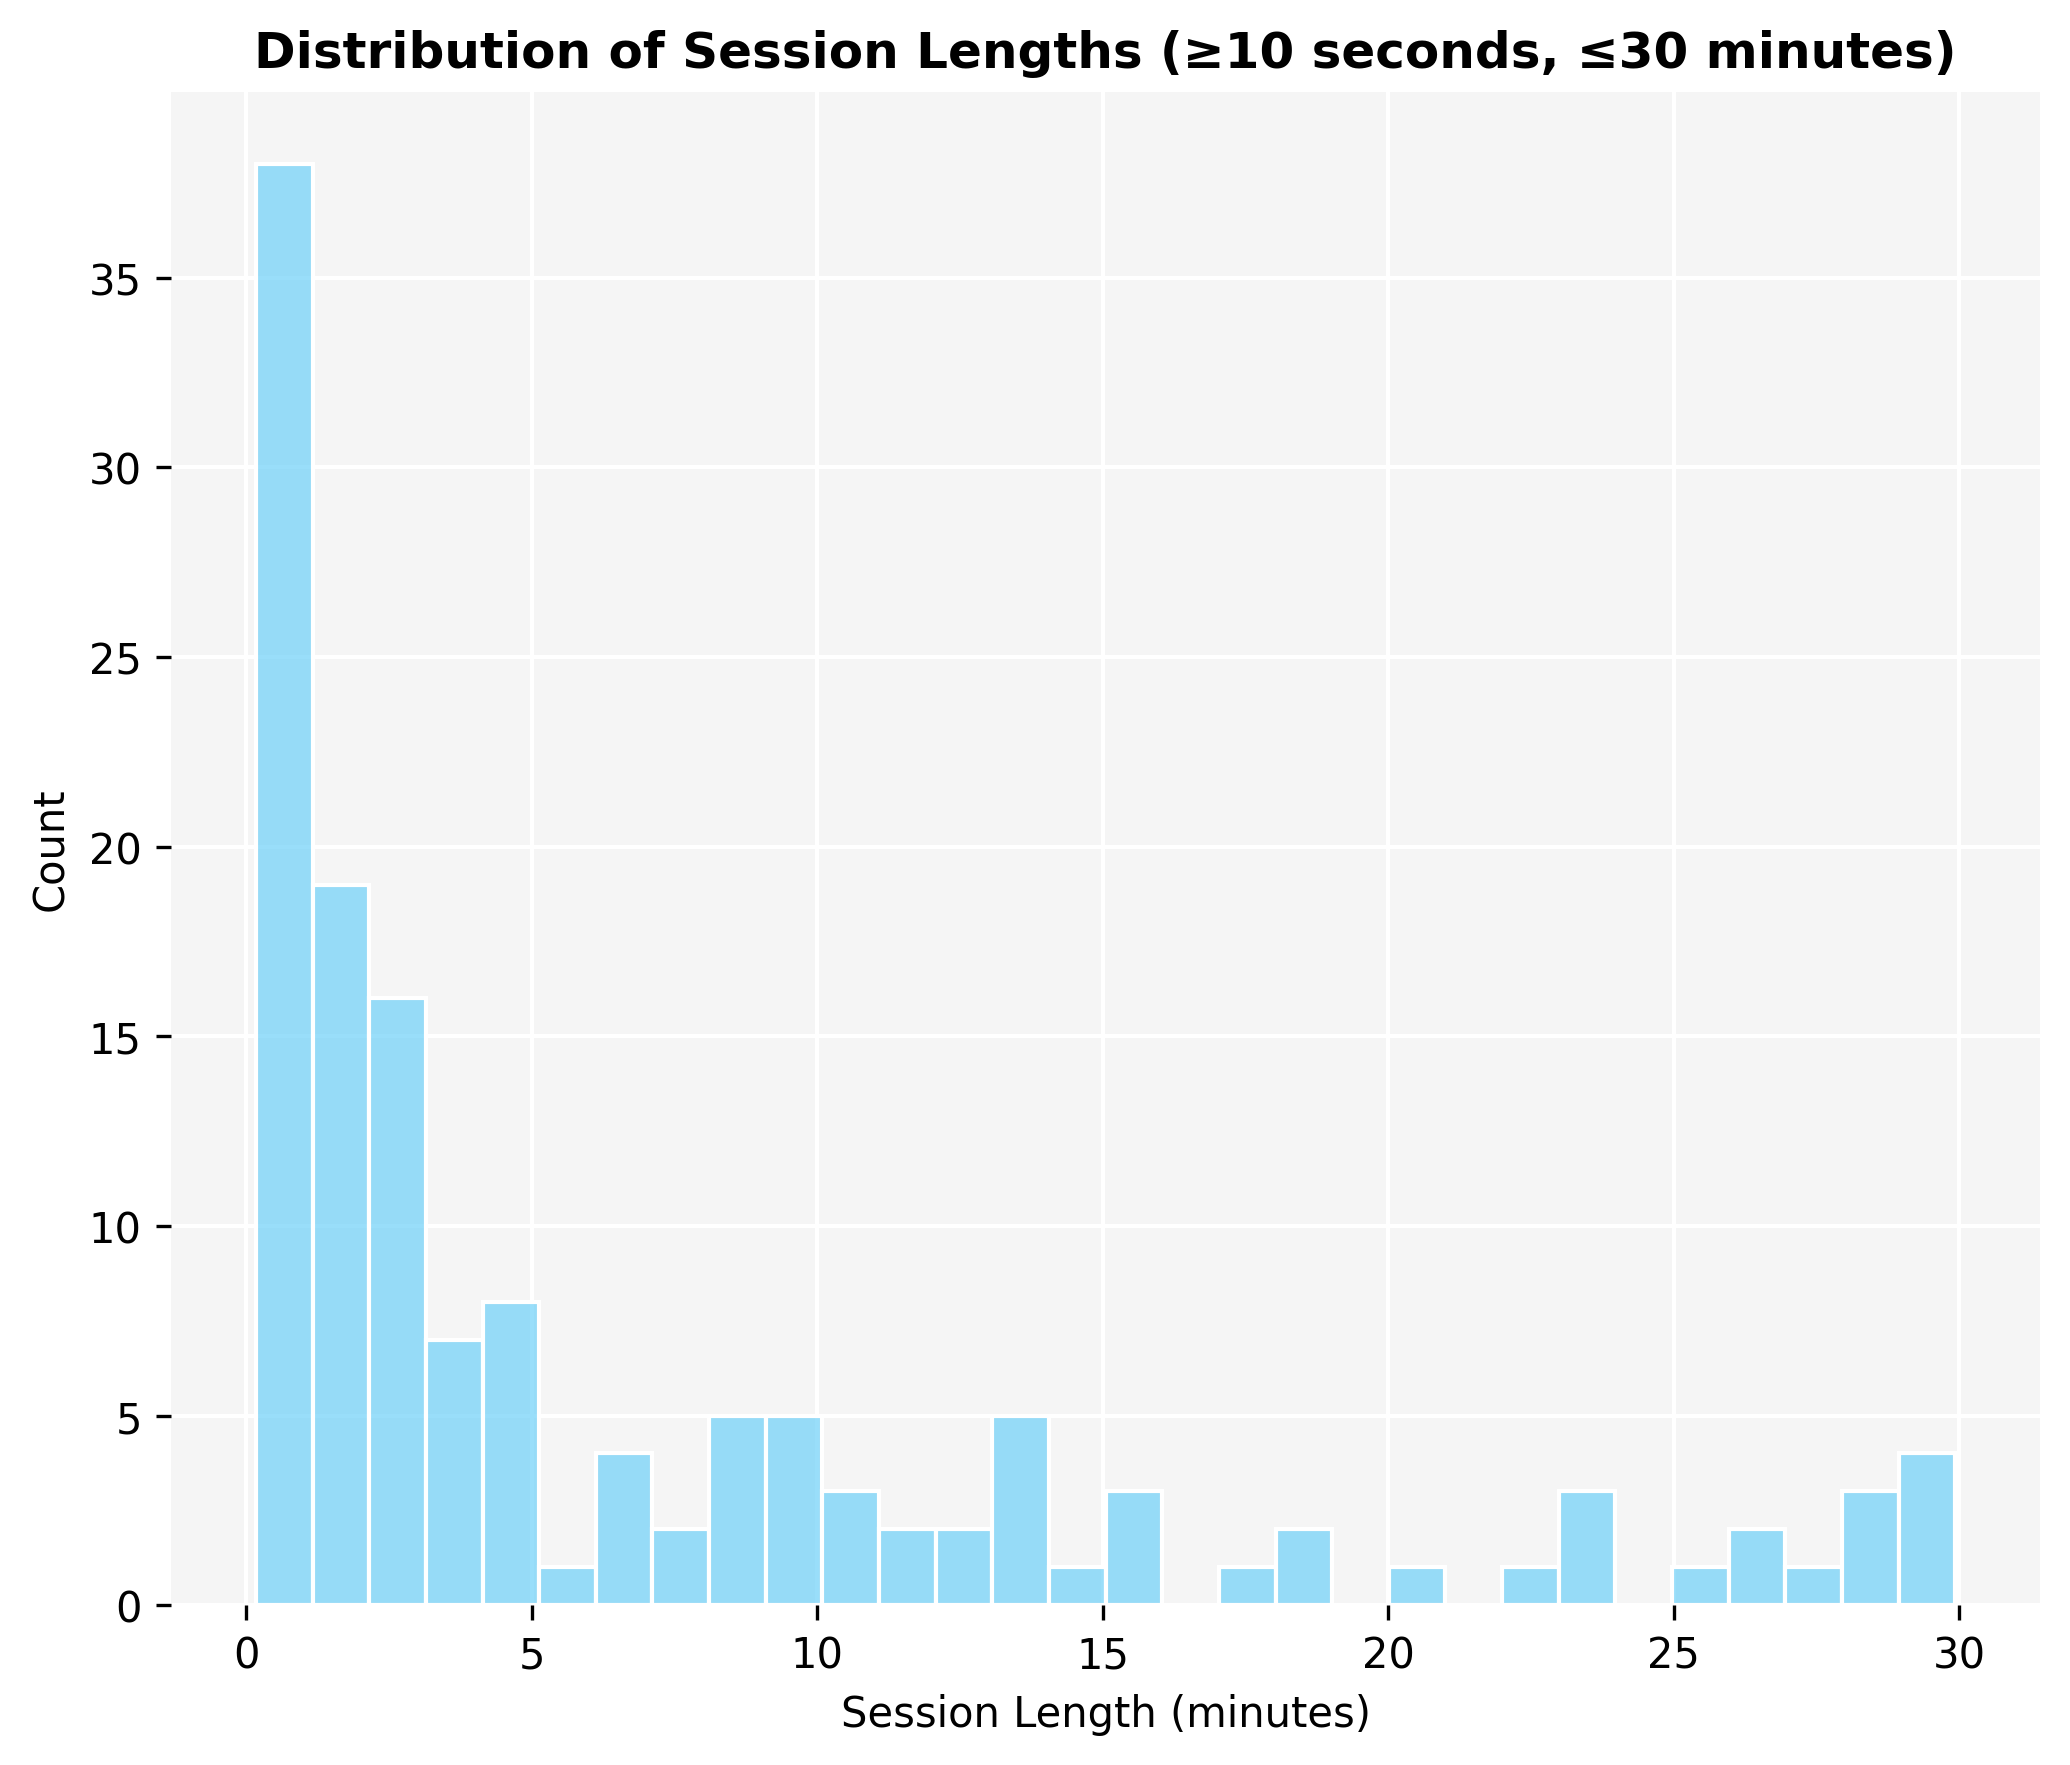 Distribution of Session Lengths (≥10 seconds, ≤30 minutes)
Count
35
30
25
20
15
10
5
0
0 5 10 15 20 25 30
Session Length (minutes)